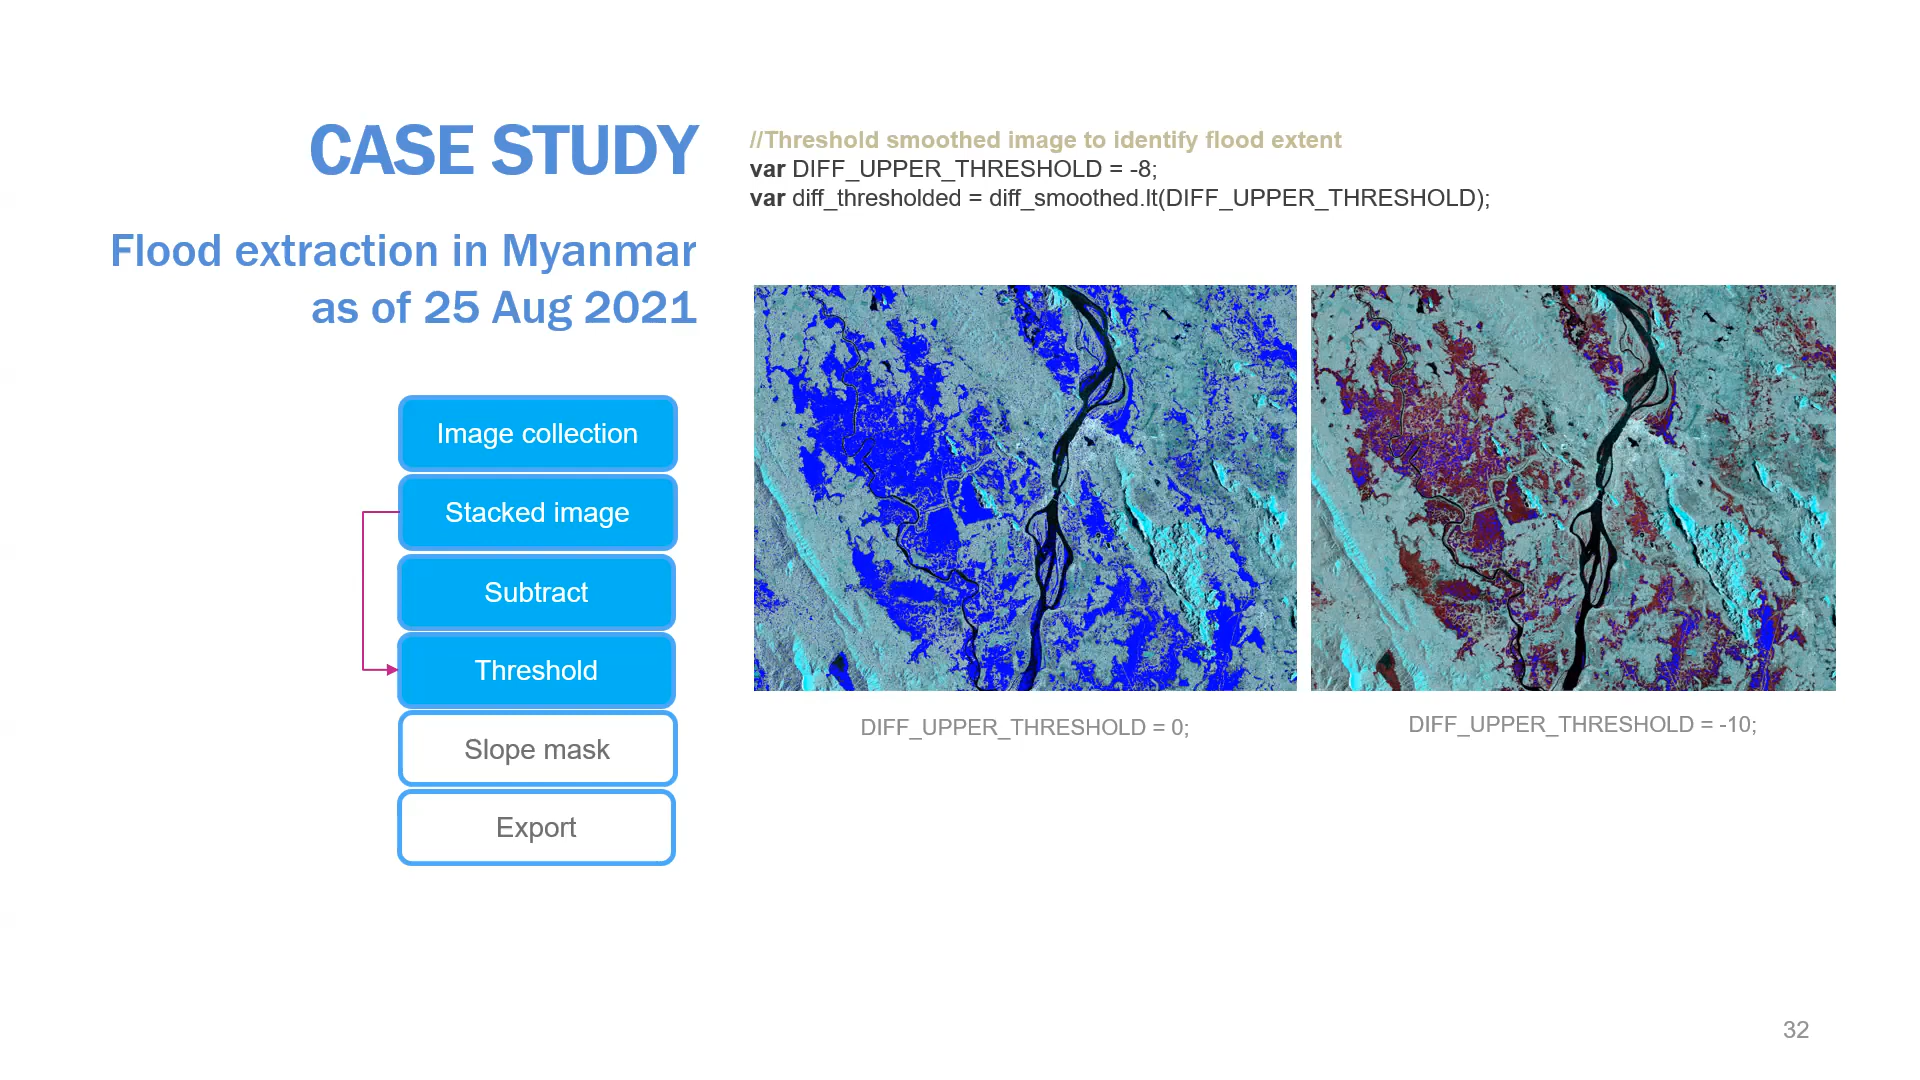 CASE STUDY
Flood extraction in Myanmar
as of 25 Aug 2021
Image collection
Stacked image
Subtract
Threshold
Slope mask
Export
//Threshold smoothed image to identify flood extent
var DIFF_UPPER_THRESHOLD = -8;
var diff_thresholded = diff_smoothed.lt(DIFF_UPPER_THRESHOLD);
DIFF_UPPER_THRESHOLD = 0;
DIFF_UPPER_THRESHOLD = -10;
32